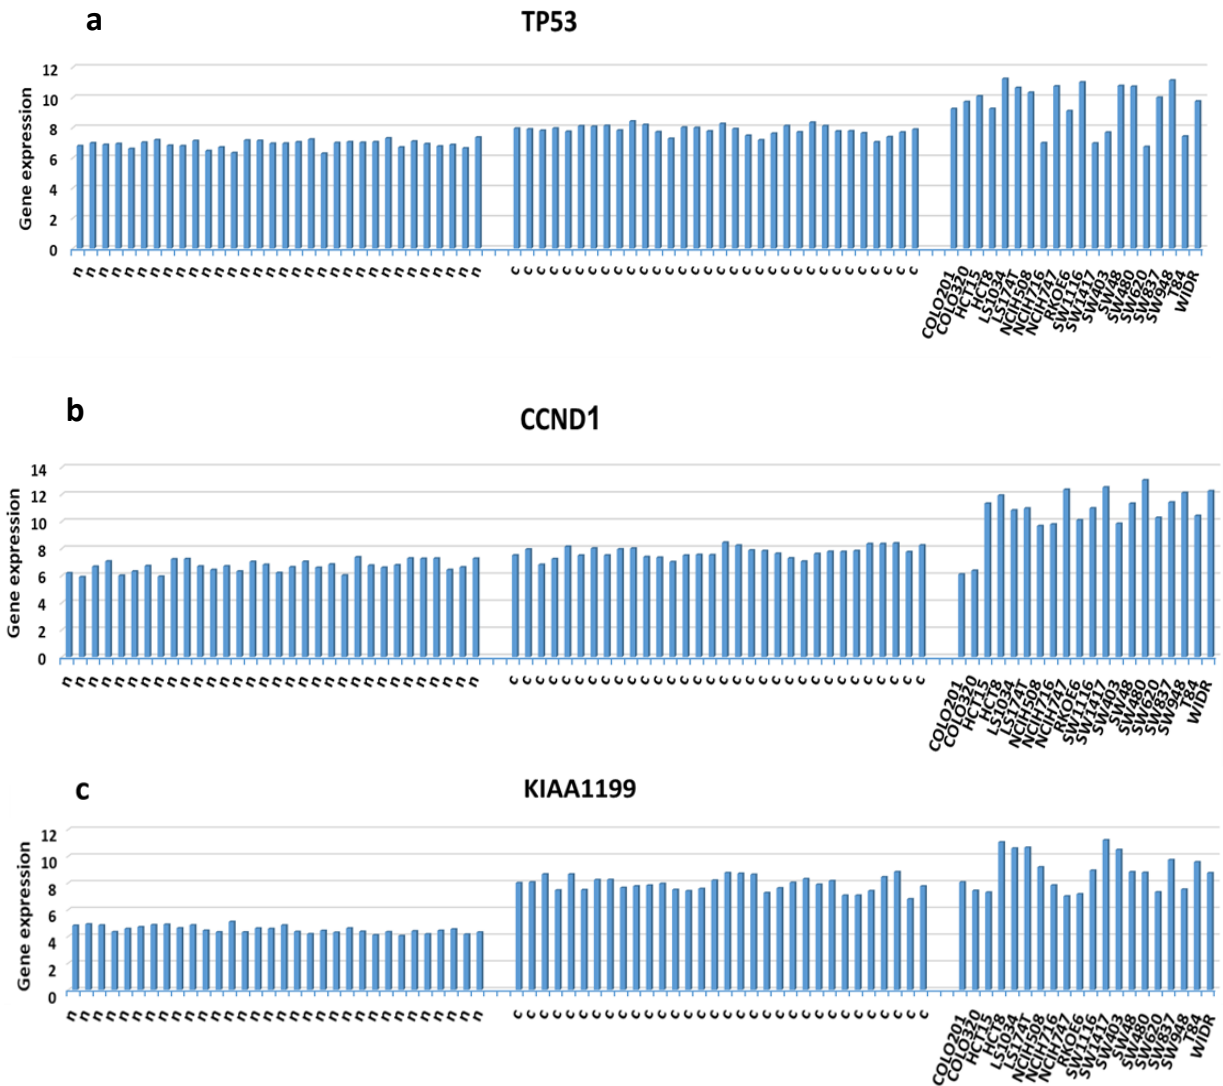 a
TP53
Gene expression
12
10
8
6
4
2
0
n n n n n n n n n n n n n n n n n n n n n n n n n n n n n n n n c c c c c c c c c c c c c c c c c c c c c c c c c c c c c c c c COLO201 COLO320 HCT15 HCT8 LS1034 LS174T NCIH508 NCIH716 NCIH747 RKOE6 SW1116 SW1417 SW403 SW48 SW480 SW620 SW837 SW948 T84 WIDR
b
CCND1
Gene expression
14
12
10
8
6
4
2
0
n n n n n n n n n n n n n n n n n n n n n n n n n n n n n n n n c c c c c c c c c c c c c c c c c c c c c c c c c c c c c c c c COLO201 COLO320 HCT15 HCT8 LS1034 LS174T NCIH508 NCIH716 NCIH747 RKOE6 SW1116 SW1417 SW403 SW48 SW480 SW620 SW837 SW948 T84 WIDR
c
KIAA1199
Gene expression
12
10
8
6
4
2
0
n n n n n n n n n n n n n n n n n n n n n n n n n n n n n n n n c c c c c c c c c c c c c c c c c c c c c c c c c c c c c c c c COLO201 COLO320 HCT15 HCT8 LS1034 LS174T NCIH508 NCIH716 NCIH747 RKOE6 SW1116 SW1417 SW403 SW48 SW480 SW620 SW837 SW948 T84 WIDR